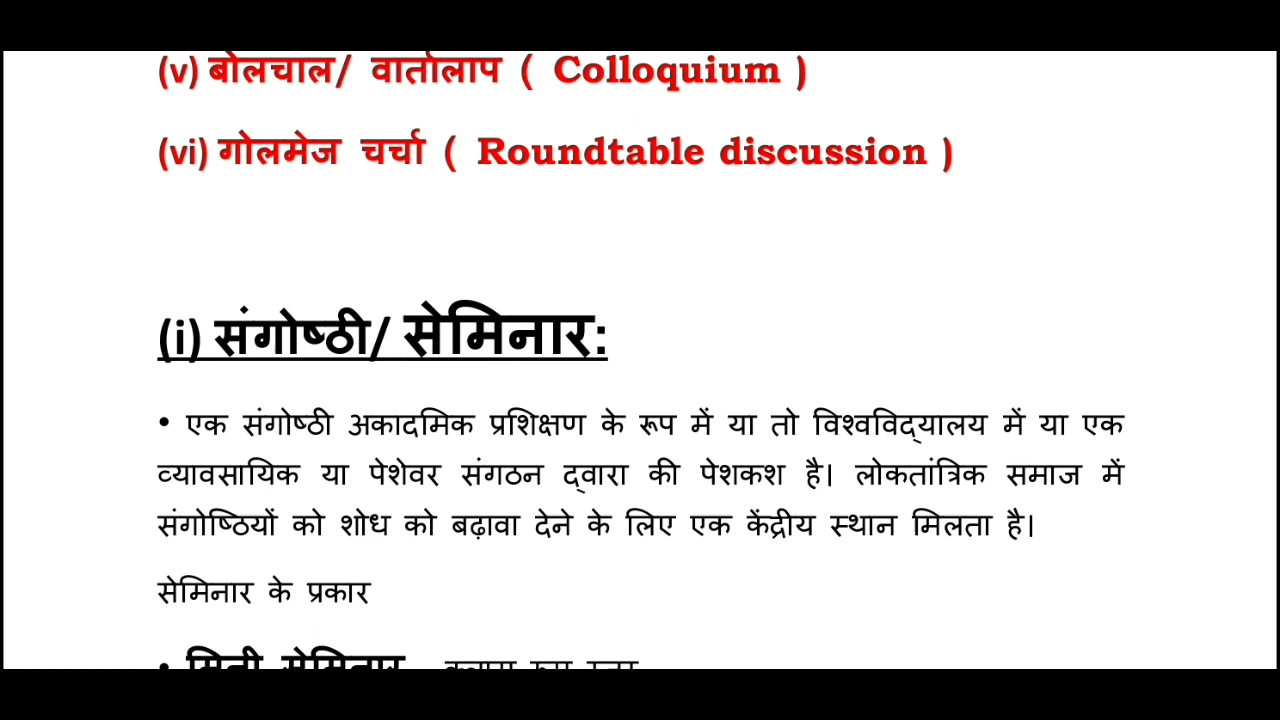 (v) बोलचाल/ वार्तालाप ( Colloquium )
(vi) गोलमेज चर्चा ( Roundtable discussion )
(i) संगोष्ठी/ सेमिनार:
• एक संगोष्ठी अकादमिक प्रशिक्षण के रूप में या तो विश्वविद्यालय में या एक
व्यावसायिक या पेशेवर संगठन द्वारा की पेशकश है। लोकतांत्रिक समाज में
संगोष्ठियों को शोध को बढ़ावा देने के लिए एक केंद्रीय स्थान मिलता है।
सेमिनार के प्रकार
• मिनी सेमिनार